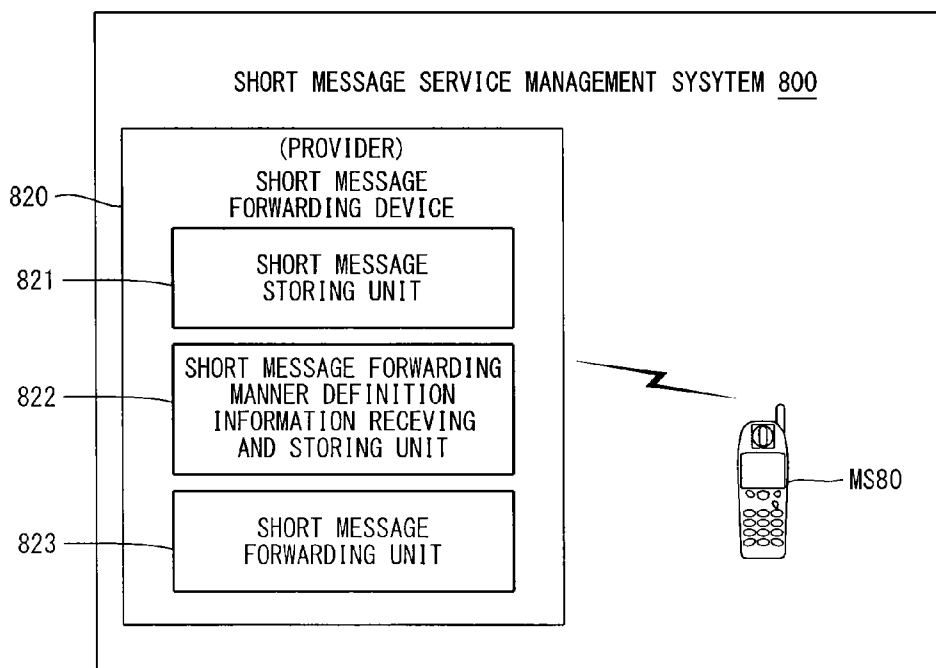 SHORT MESSAGE SERVICE MANAGEMENT SYSYTEM 800
(PROVIDER)
SHORT MESSAGE
FORWARDING DEVICE
820
SHORT MESSAGE
STORING UNIT
821
SHORT MESSAGE FORWARDING
MANNER DEFINITION
INFORMATION RECEVING
AND STORING UNIT
822
MS80
SHORT MESSAGE
FORWARDING UNIT
823